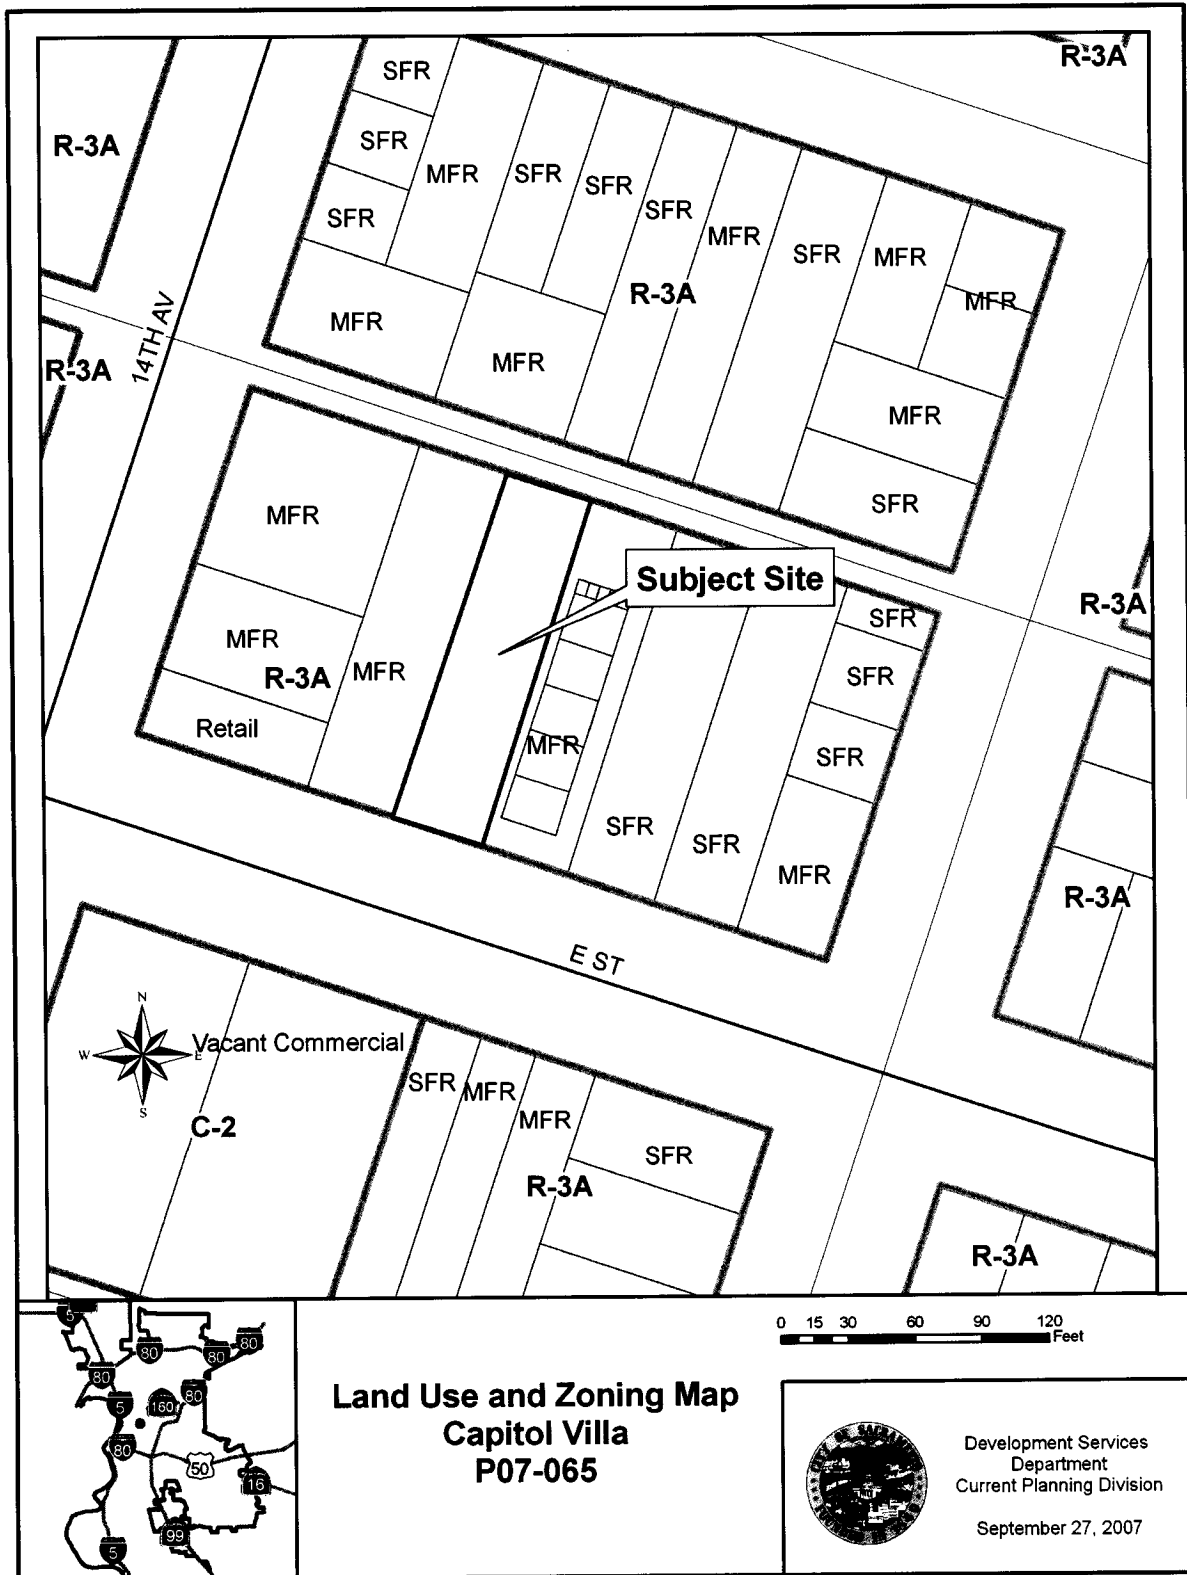 R-3A
SFR
R-3A
SFR
MFR
SFR
SFR
SFR
SFR
MFR
SFR
MFR
R-3A
MFR
MFR
14TH AV
R-3A
MFR
MFR
SFR
MFR
Subject Site
R-3A
SFR
MFR
R-3A
MFR
SFR
Retail
MFR
SFR
SFR
SFR
MFR
R-3A
E ST
N
W
E
S
Vacant Commercial
SFR
MFR
MFR
C-2
SFR
R-3A
R-3A
5
80
80
80
80
5
160
80
80
50
16
99
5
0 15 30 60 90 120
Feet
Land Use and Zoning Map
Capitol Villa
P07-065
CITY OF SACRAMENTO
Development Services
Department
Current Planning Division
September 27, 2007